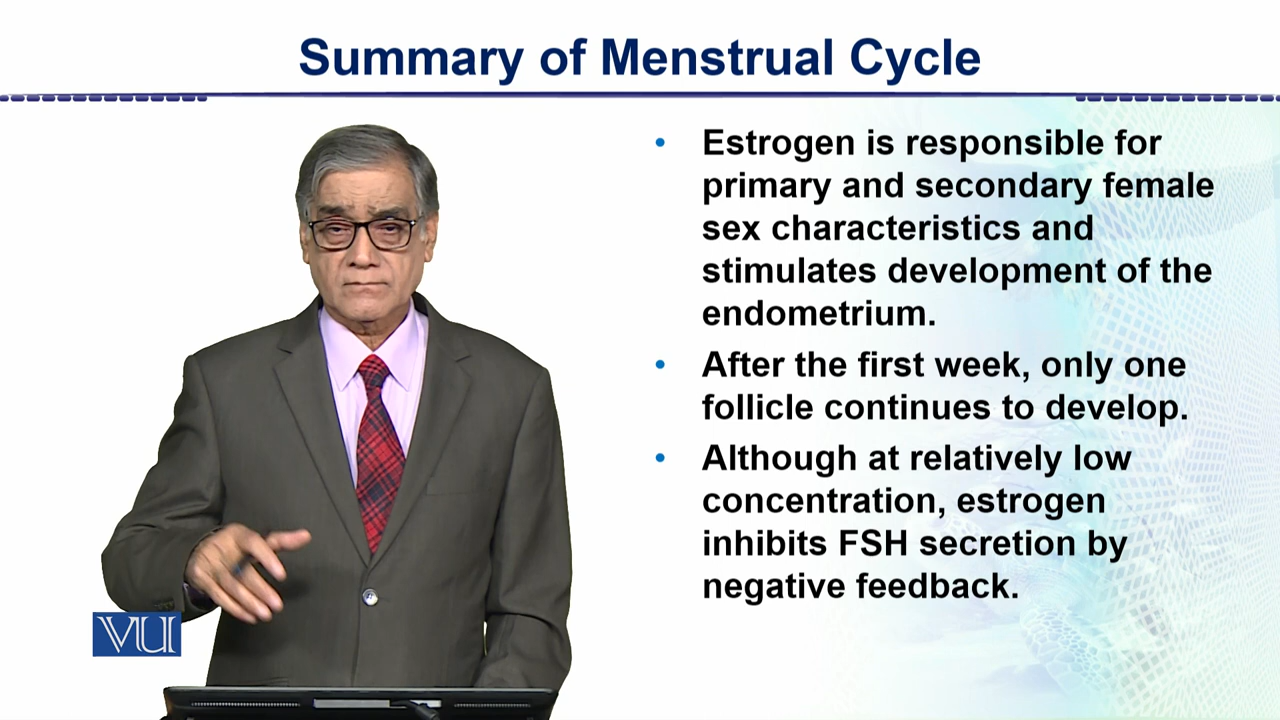 Summary of Menstrual Cycle
• Estrogen is responsible for
primary and secondary female
sex characteristics and
stimulates development of the
endometrium.
• After the first week, only one
follicle continues to develop.
• Although at relatively low
concentration, estrogen
inhibits FSH secretion by
negative feedback.
VU